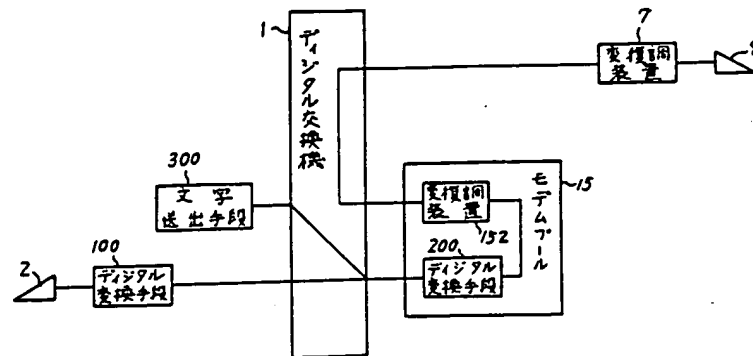 1
ディジタル交換機
7
変復調
装置
8
300
文字
送出手段
15
モデムプール
変復調
装置
152
2
100
ディジタル
変換手段
200
ディジタル
変換手段